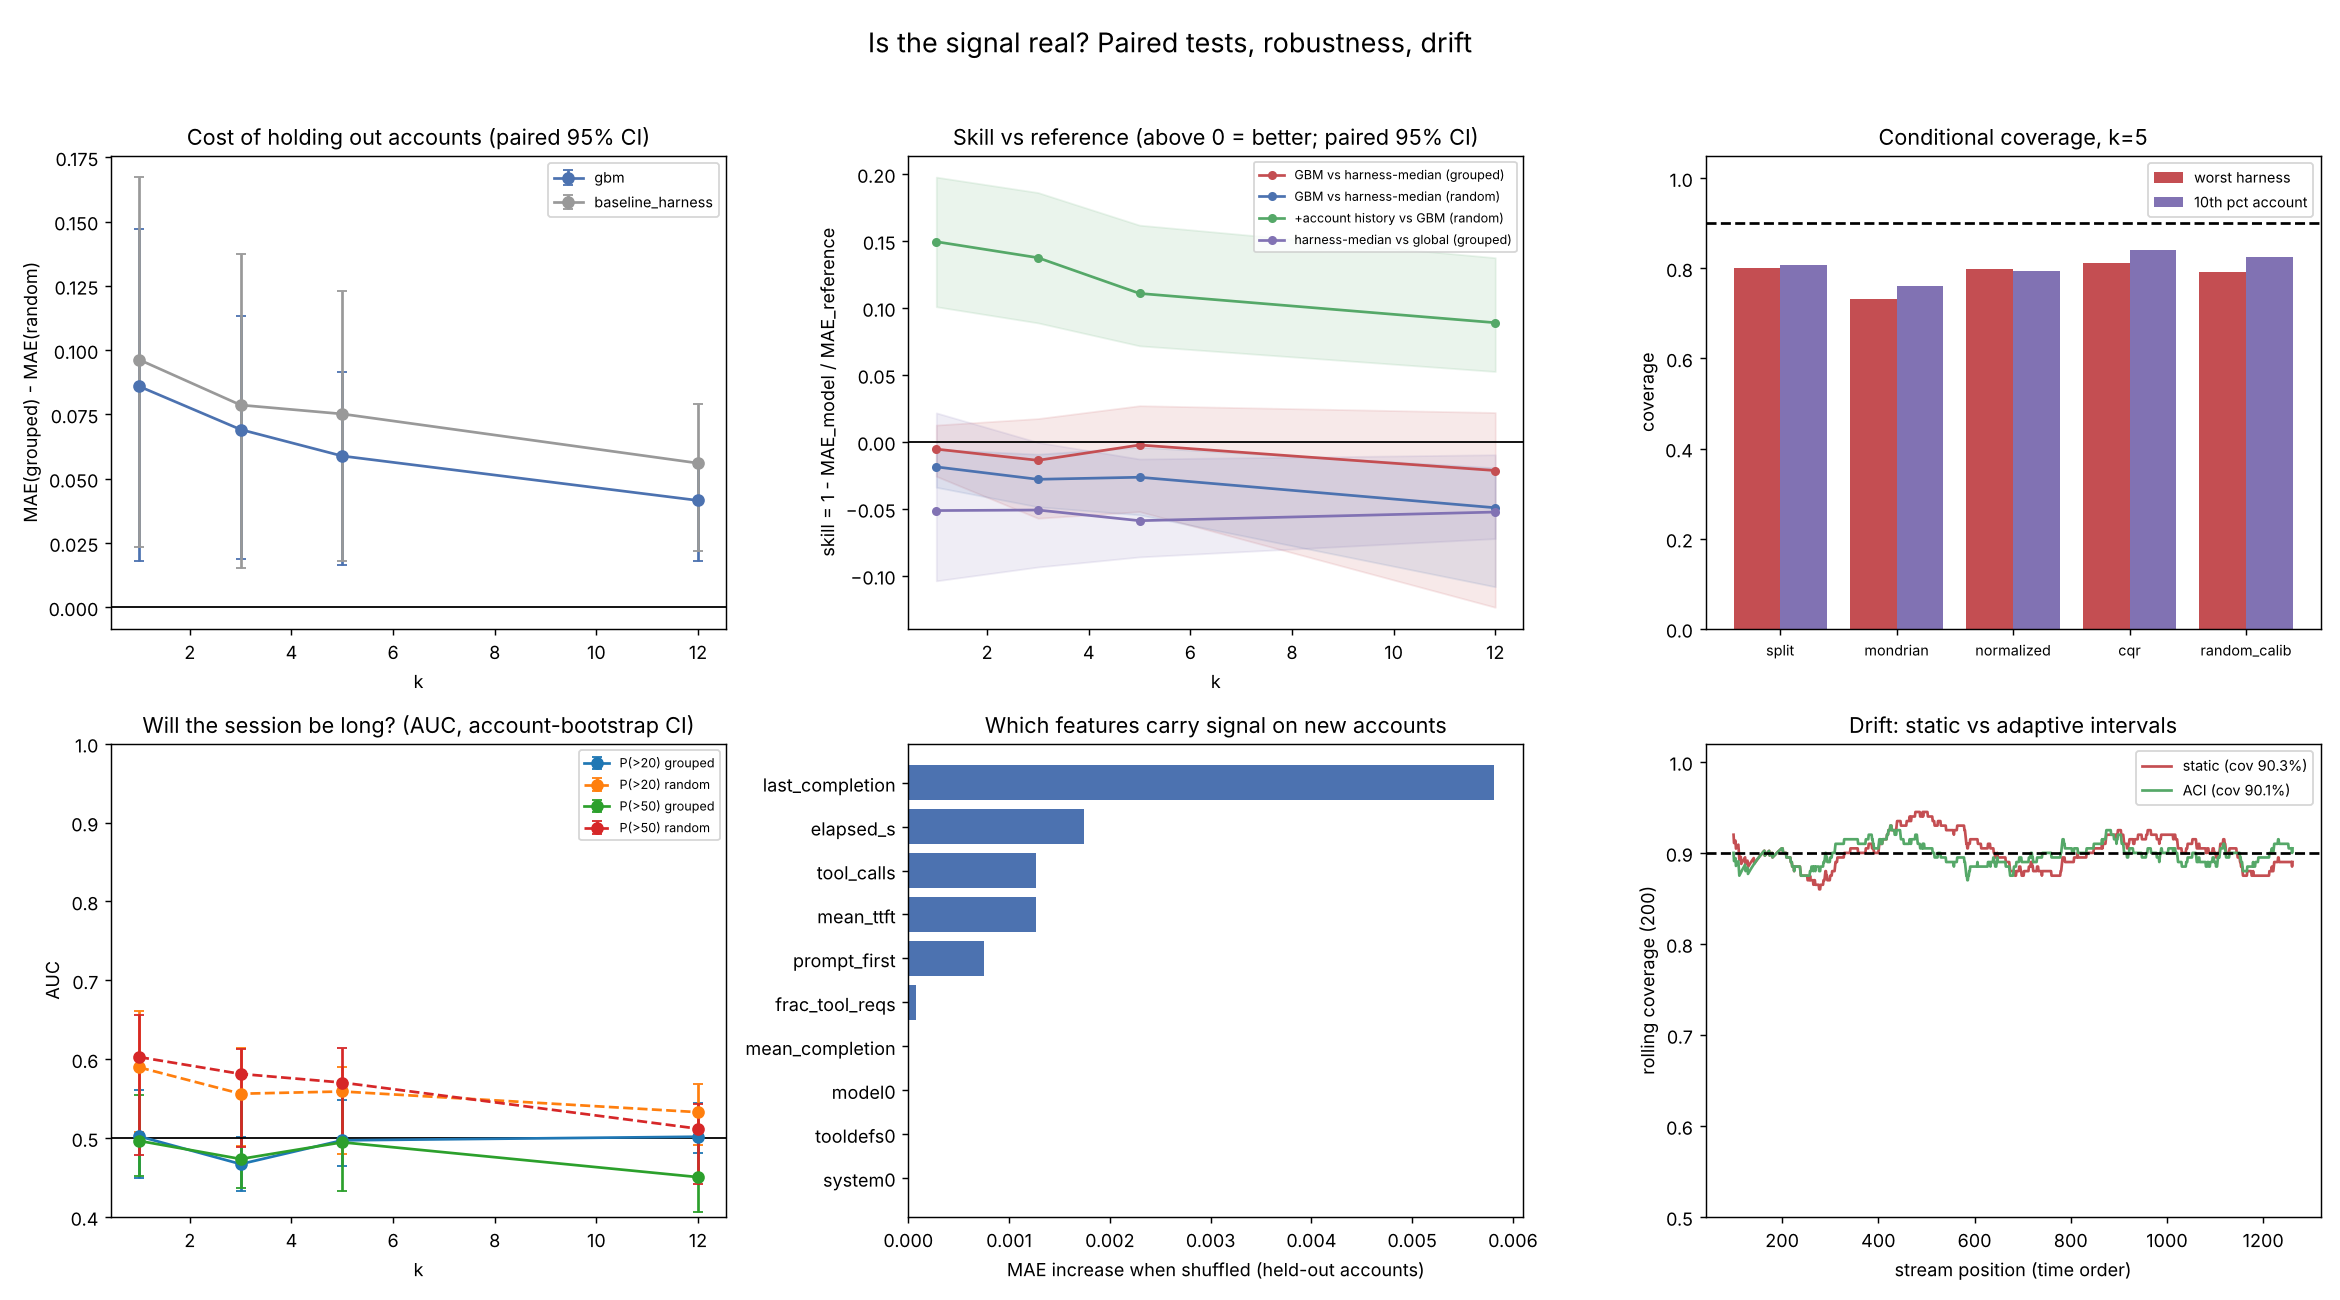 Is the signal real? Paired tests, robustness, drift
Cost of holding out accounts (paired 95% CI)
MAE(grouped) - MAE(random)
0.175
0.150
0.125
0.100
0.075
0.050
0.025
0.000
gbm
baseline_harness
2 4 6 8 10 12
k
Skill vs reference (above 0 = better; paired 95% CI)
skill = 1 - MAE_model / MAE_reference
0.20
0.15
0.10
0.05
0.00
−0.05
−0.10
GBM vs harness-median (grouped)
GBM vs harness-median (random)
+account history vs GBM (random)
harness-median vs global (grouped)
2 4 6 8 10 12
k
Conditional coverage, k=5
coverage
1.0
0.8
0.6
0.4
0.2
0.0
worst harness
10th pct account
split mondrian normalized cqr random_calib
Will the session be long? (AUC, account-bootstrap CI)
AUC
1.0
0.9
0.8
0.7
0.6
0.5
0.4
P(>20) grouped
P(>20) random
P(>50) grouped
P(>50) random
2 4 6 8 10 12
k
Which features carry signal on new accounts
last_completion
elapsed_s
tool_calls
mean_ttft
prompt_first
frac_tool_reqs
mean_completion
model0
tooldefs0
system0
0.000 0.001 0.002 0.003 0.004 0.005 0.006
MAE increase when shuffled (held-out accounts)
Drift: static vs adaptive intervals
rolling coverage (200)
1.0
0.9
0.8
0.7
0.6
0.5
static (cov 90.3%)
ACI (cov 90.1%)
200 400 600 800 1000 1200
stream position (time order)